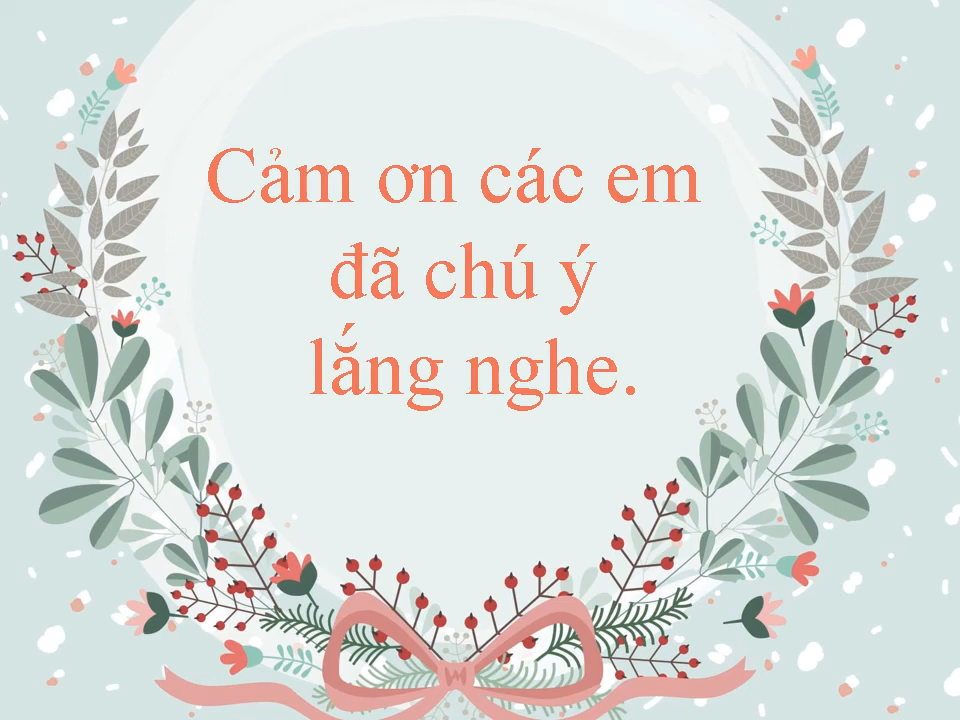 Cảm ơn các em
đã chú ý
lắng nghe.